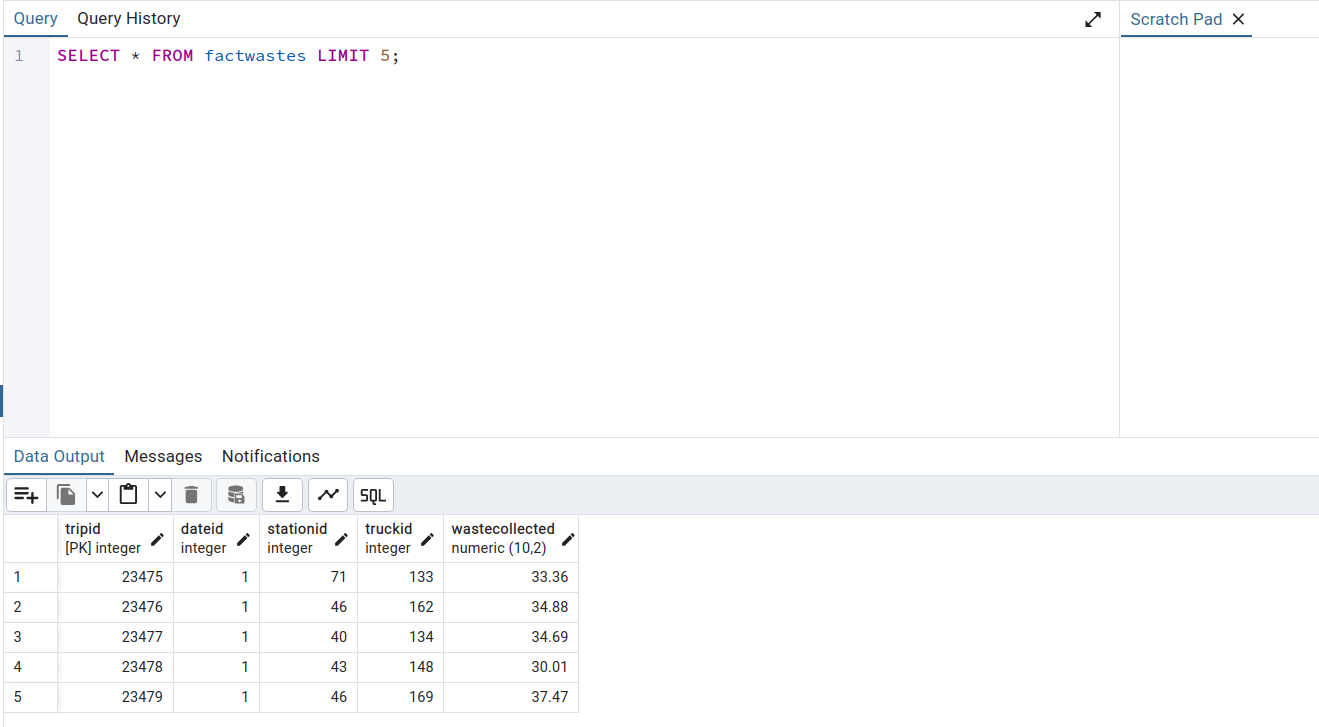 Query Query History Scratch Pad
1 SELECT * FROM factwastes LIMIT 5;
Data Output Messages Notifications
SQL
tripid dateid stationid truckid wastecollected
[PK] integer integer integer integer numeric (10,2)
1 23475 1 71 133 33.36
2 23476 1 46 162 34.88
3 23477 1 40 134 34.69
4 23478 1 43 148 30.01
5 23479 1 46 169 37.47